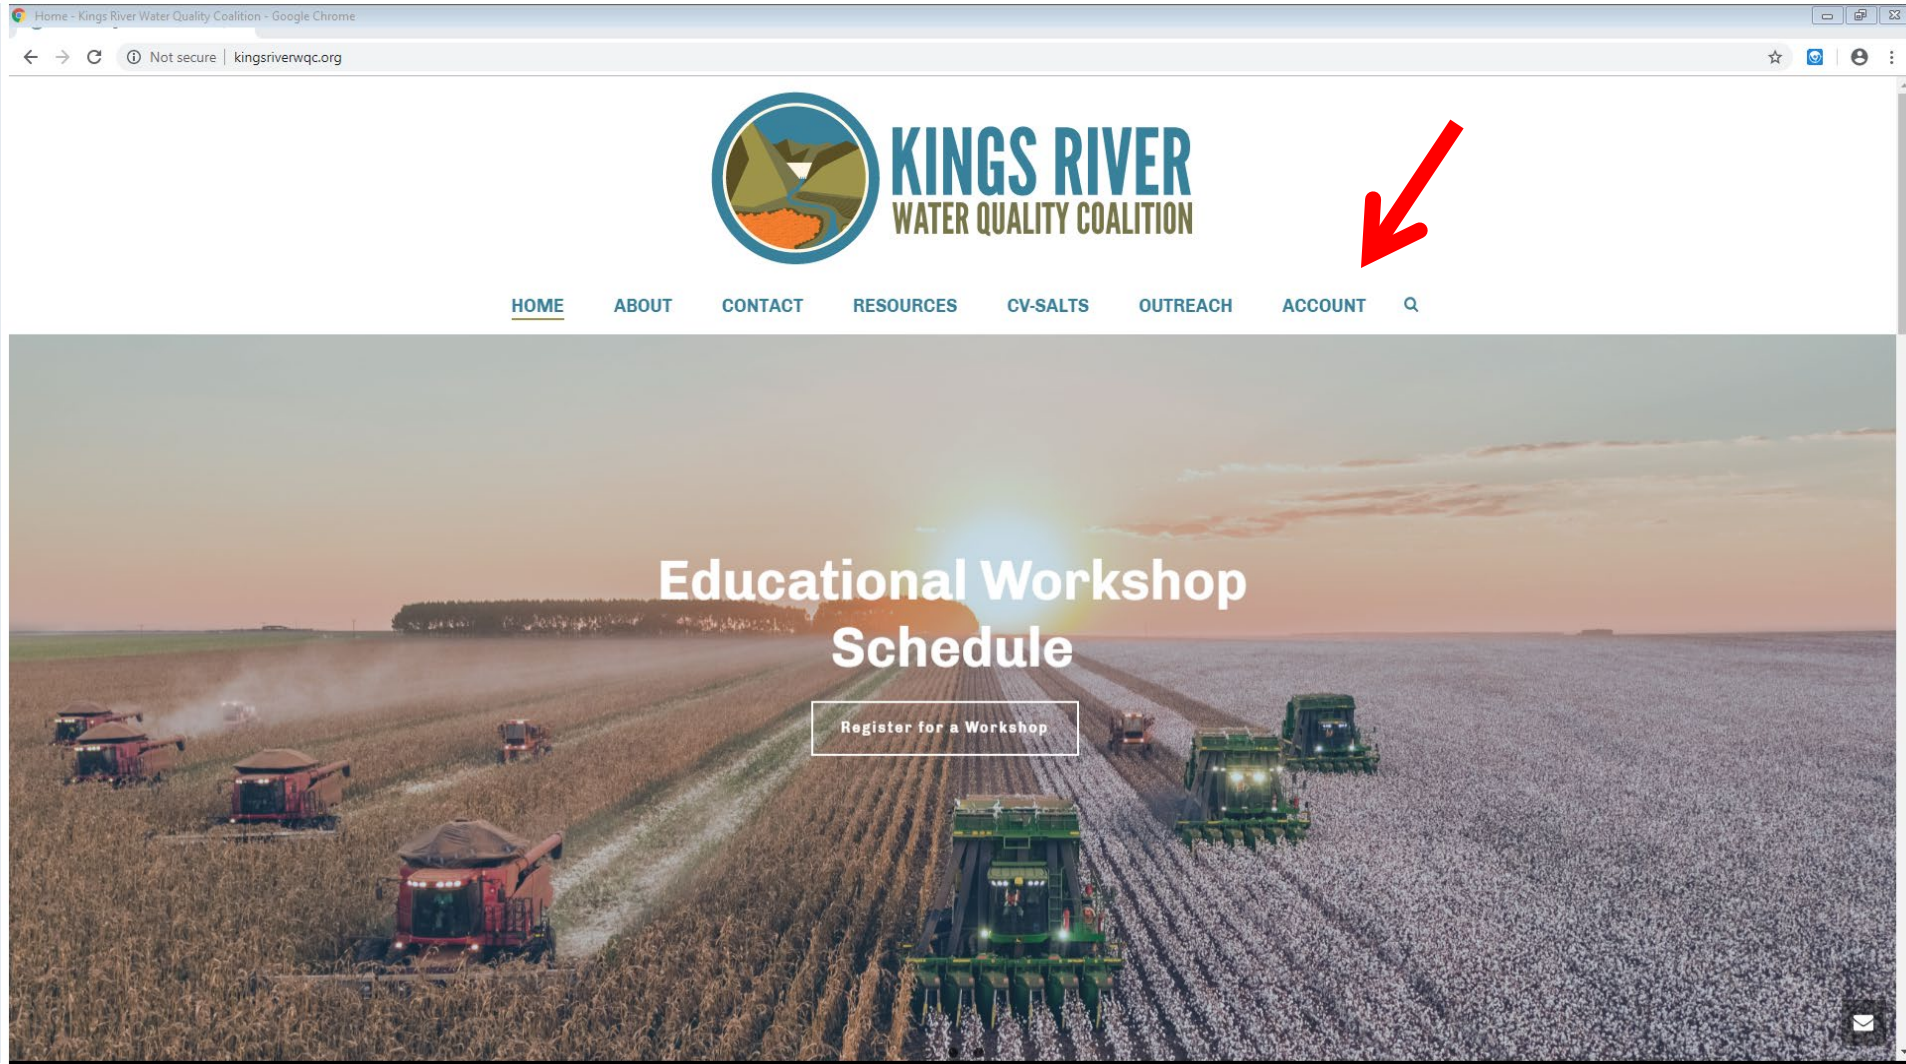 Home - Kings River Water Quality Coalition - Google Chrome
Not secure | kingsriverwqc.org
KINGS RIVER
WATER QUALITY COALITION
HOME ABOUT CONTACT RESOURCES CV-SALTS OUTREACH ACCOUNT
Educational Workshop
Schedule
Register for a Workshop